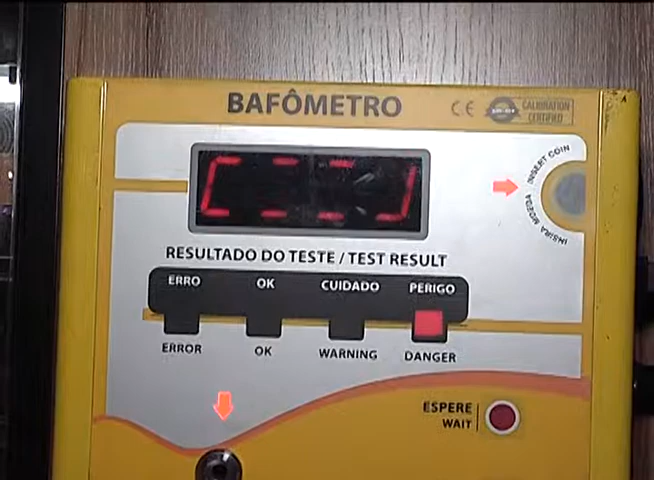 BAFÔMETRO
CE
CALIBRATION
CERTIFIED
INSERT COIN
INSIRA MOEDA
RESULTADO DO TESTE / TEST RESULT
ERRO OK CUIDADO PERIGO
ERROR OK WARNING DANGER
ESPERE
WAIT